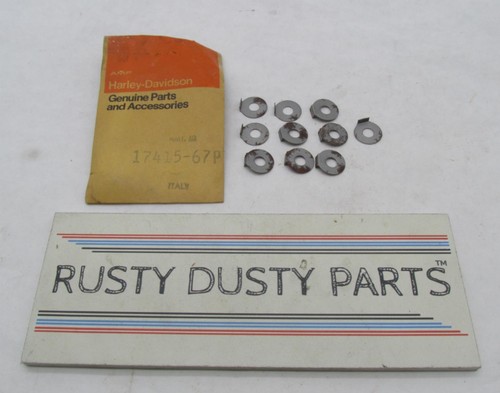 Harley-Davidson
Genuine Parts
and Accessories
17415-67P
ITALY
RUSTY DUSTY PARTS™